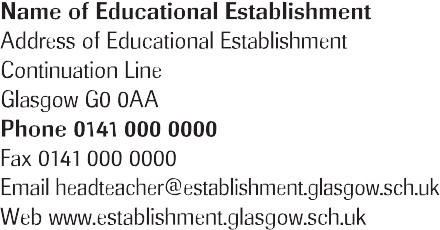 Name of Educational Establishment
Address of Educational Establishment
Continuation Line
Glasgow G0 0AA
Phone 0141 000 0000
Fax 0141 000 0000
Email headteacher@establishment.glasgow.sch.uk
Web www.establishment.glasgow.sch.uk